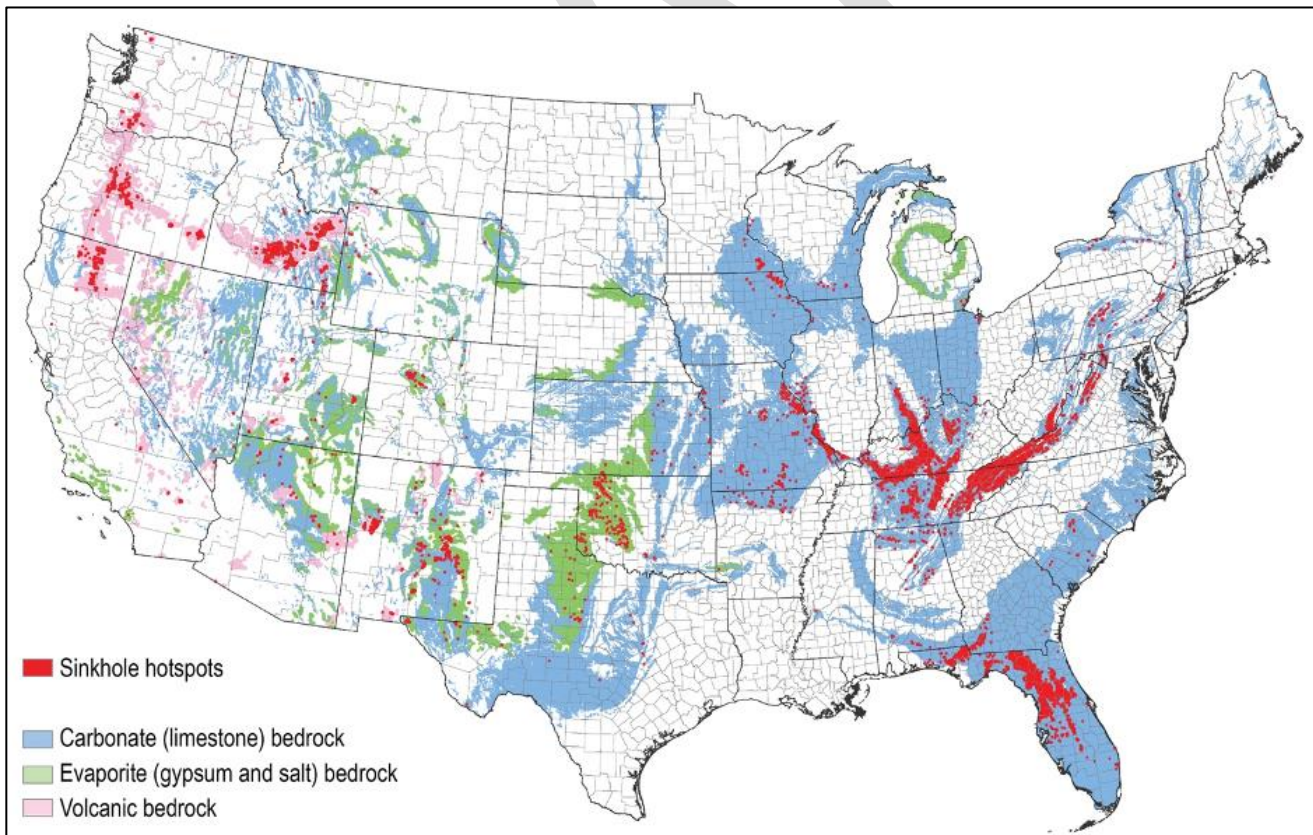 Sinkhole hotspots
Carbonate (limestone) bedrock
Evaporite (gypsum and salt) bedrock
Volcanic bedrock